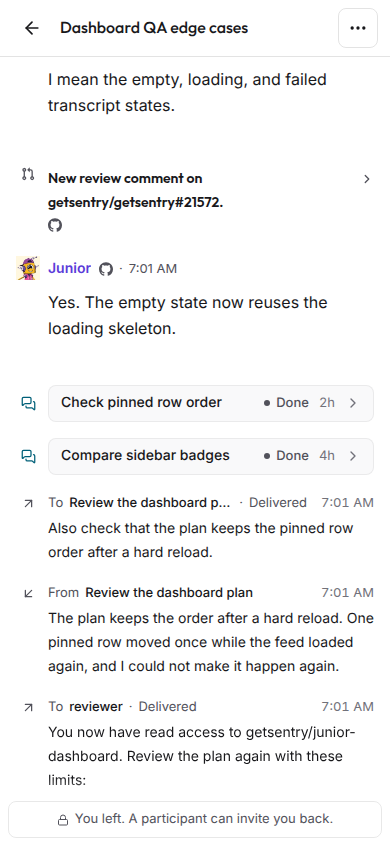 Dashboard QA edge cases
I mean the empty, loading, and failed
transcript states.
New review comment on
getsentry/getsentry#21572.
Junior · 7:01 AM
Yes. The empty state now reuses the
loading skeleton.
Check pinned row order Done 2h
Compare sidebar badges Done 4h
To Review the dashboard p... · Delivered 7:01 AM
Also check that the plan keeps the pinned row
order after a hard reload.
From Review the dashboard plan 7:01 AM
The plan keeps the order after a hard reload. One
pinned row moved once while the feed loaded
again, and I could not make it happen again.
To reviewer · Delivered 7:01 AM
You now have read access to getsentry/junior-
dashboard. Review the plan again with these
limits:
You left. A participant can invite you back.